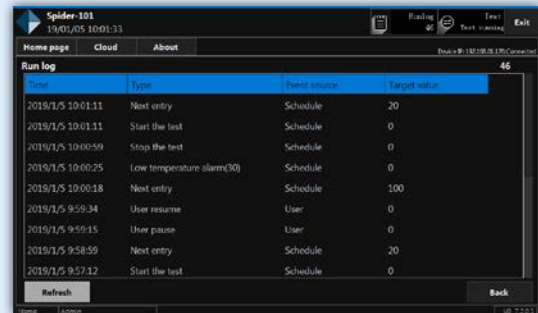 Spider-101
19/01/05 10:01:33
Runlog
46
Test
Test running
Exit
Home page Cloud About
Connected
Run log 46
Time Type Event source Target value
2019/1/5 10:01:11 Next entry Schedule 20
2019/1/5 10:01:11 Start the test Schedule 0
2019/1/5 10:00:59 Stop the test Schedule 0
2019/1/5 10:00:25 Low temperature alarm(30) Schedule 0
2019/1/5 10:00:18 Next entry Schedule 100
2019/1/5 9:59:34 User resume User 0
2019/1/5 9:59:15 User pause User 0
2019/1/5 9:58:59 Next entry Schedule 20
2019/1/5 9:57:12 Start the test Schedule 0
Refresh Back
Name Admin